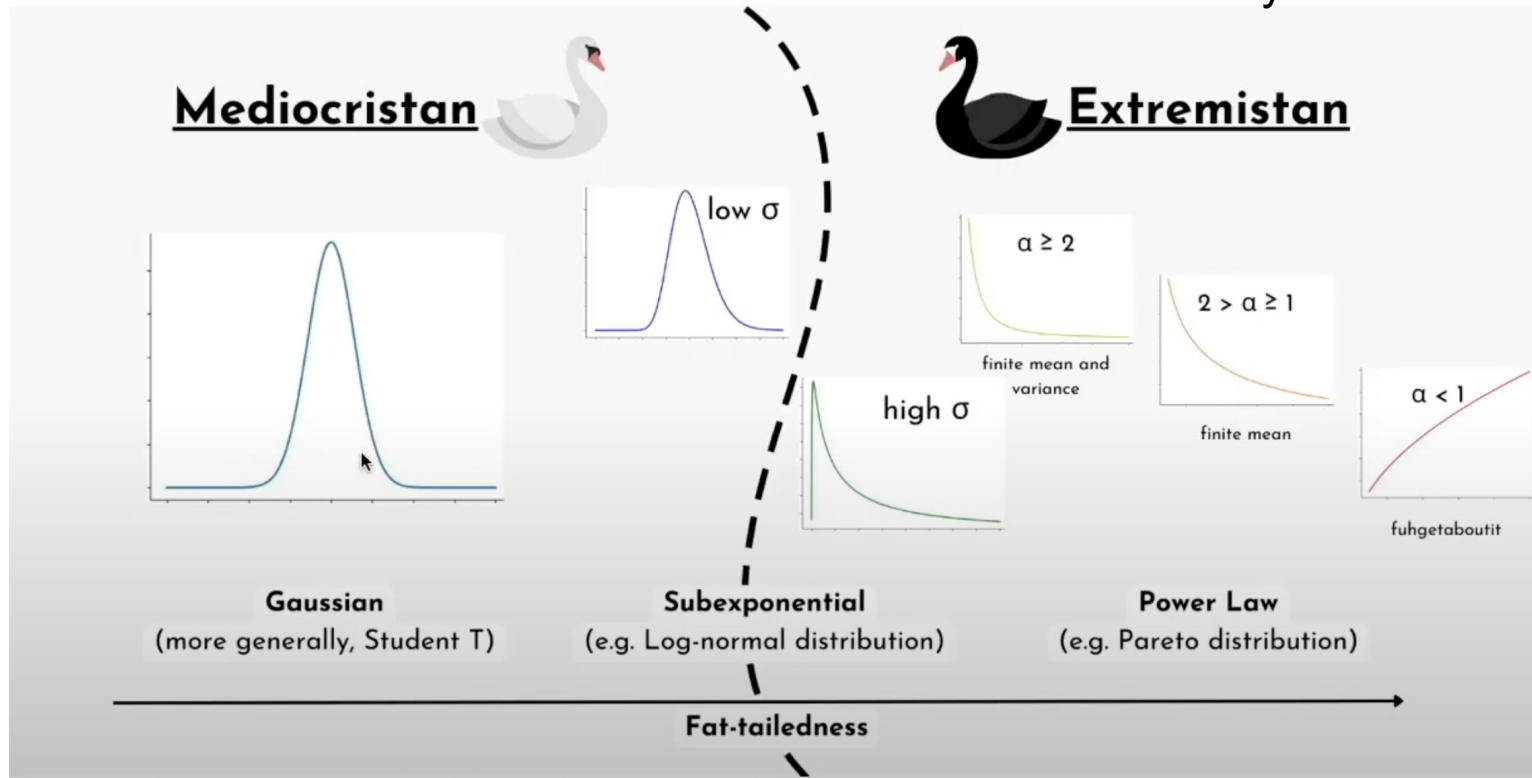 Mediocristan
Extremistan
low σ
high σ
α ≥ 2
finite mean and
variance
2 > α ≥ 1
finite mean
α < 1
fuhgetaboutit
Gaussian
(more generally, Student T)
Subexponential
(e.g. Log-normal distribution)
Power Law
(e.g. Pareto distribution)
Fat-tailedness